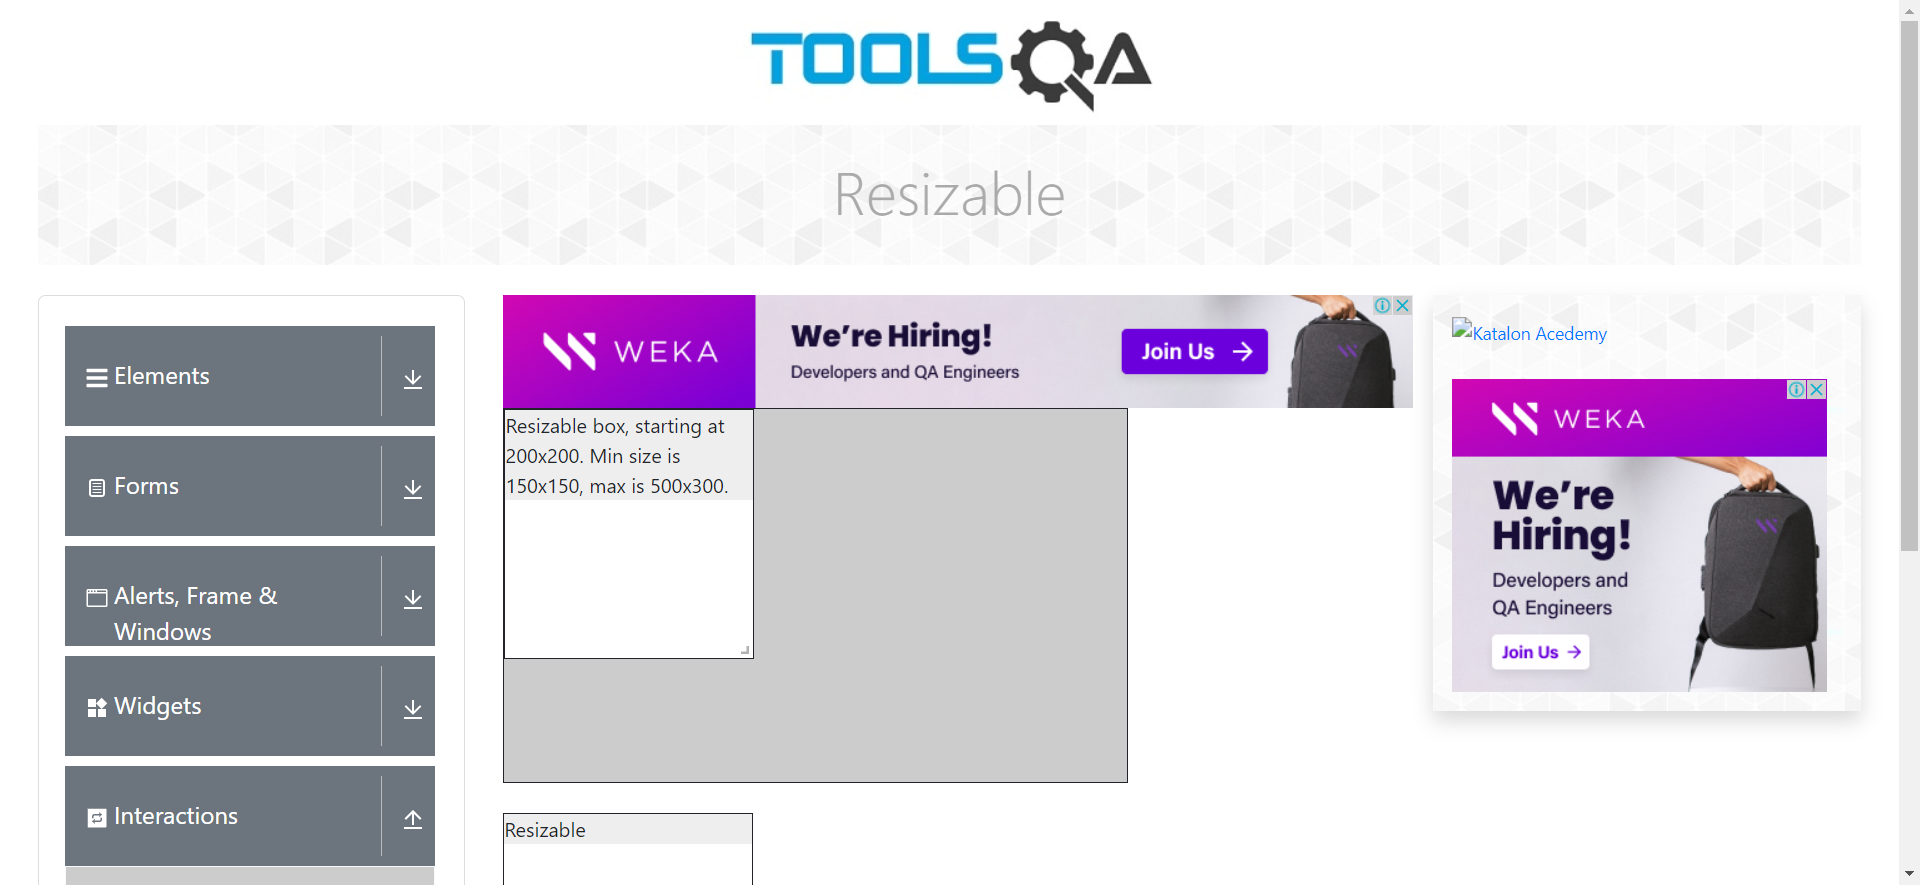 TOOLSQA
Resizable
Elements
Forms
Alerts, Frame &
Windows
Widgets
Interactions
WEKA
We're Hiring!
Developers and QA Engineers
Join Us →
Resizable box, starting at
200x200. Min size is
150x150, max is 500x300.
Resizable
Katalon Acedemy
WEKA
We're
Hiring!
Developers and
QA Engineers
Join Us →